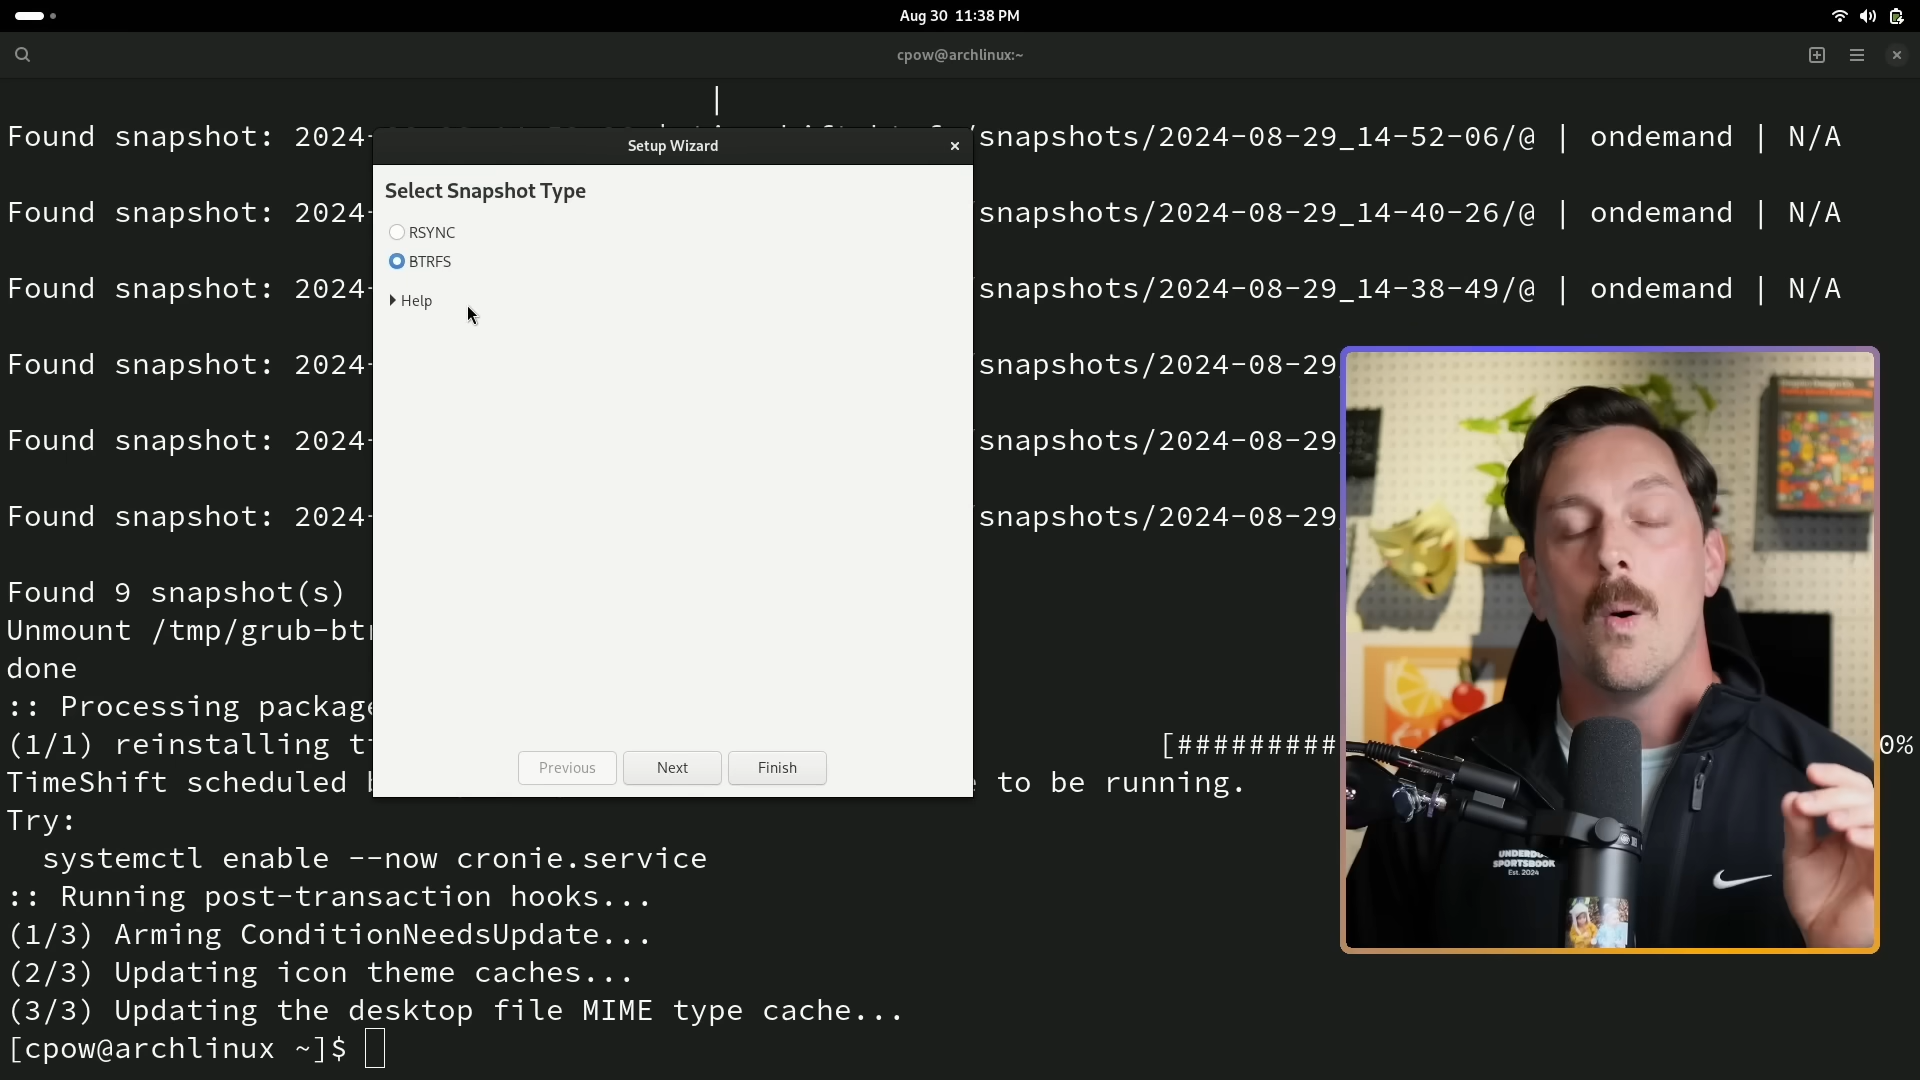 Aug 30 11:38 PM
cpow@archlinux:~
|
Found snapshot: 2024- /snapshots/2024-08-29_14-52-06/@ | ondemand | N/A
Setup Wizard
Select Snapshot Type
Found snapshot: 2024- snapshots/2024-08-29_14-40-26/@ | ondemand | N/A
RSYNC
BTRFS
Found snapshot: 2024- snapshots/2024-08-29_14-38-49/@ | ondemand | N/A
Help
Found snapshot: 2024- snapshots/2024-08-29
Found snapshot: 2024- snapshots/2024-08-29
Found snapshot: 2024- snapshots/2024-08-29
Found 9 snapshot(s)
Unmount /tmp/grub-bt
done
:: Processing package
(1/1) reinstalling t [######### 0%
Previous
Next
Finish
TimeShift scheduled to be running.
Try:
systemctl enable --now cronie.service
:: Running post-transaction hooks...
(1/3) Arming ConditionNeedsUpdate...
(2/3) Updating icon theme caches...
(3/3) Updating the desktop file MIME type cache...
[cpow@archlinux ~]$
UNDERDOG
SPORTSBOOK
Est. 2024